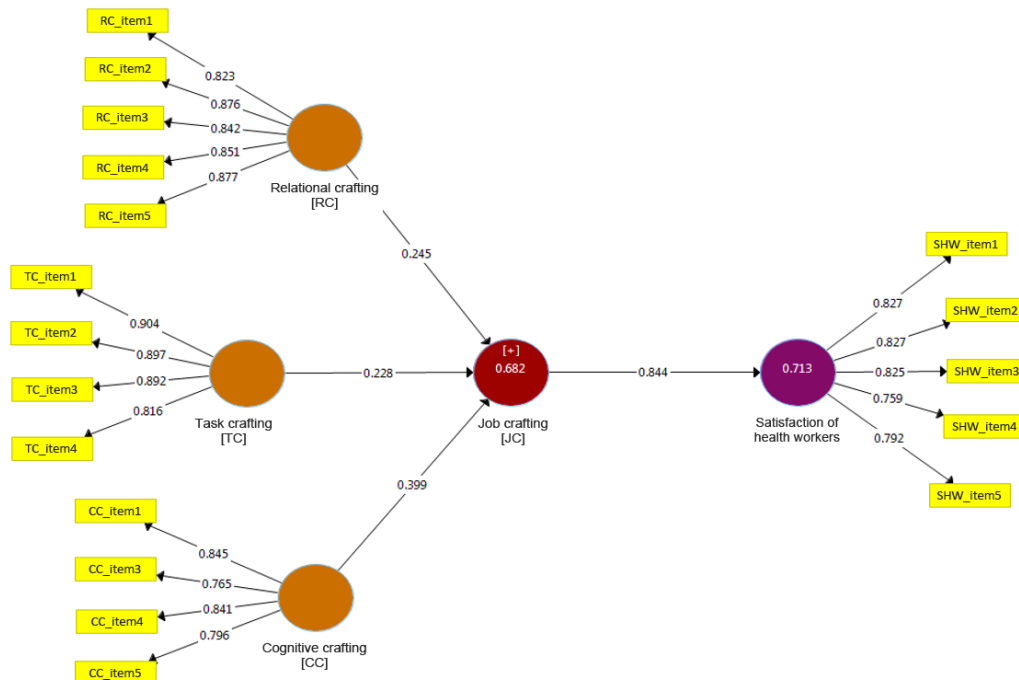 RC_item1
RC_item2
RC_item3
RC_item4
RC_item5
0.823
0.876
0.842
0.851
0.877
Relational crafting
[RC]
0.245
TC_item1
TC_item2
TC_item3
TC_item4
0.904
0.897
0.892
0.816
Task crafting
[TC]
0.228
[+]
0.682
Job crafting
[JC]
0.844
0.713
Satisfaction of
health workers
0.827
0.827
0.825
0.759
0.792
SHW_item1
SHW_item2
SHW_item3
SHW_item4
SHW_item5
0.399
CC_item1
CC_item3
CC_item4
CC_item5
0.845
0.765
0.841
0.796
Cognitive crafting
[CC]